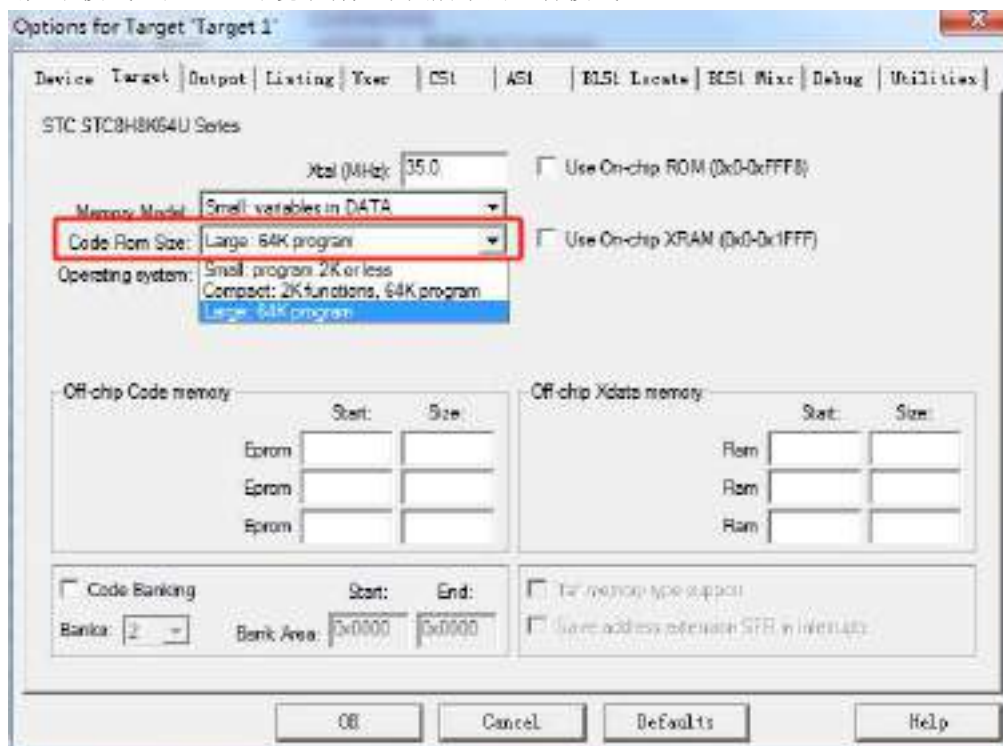 Options for Target 'Target 1'
Device Target Output Listing User C51 A51 BL51 Locate BL51 Misc Debug Utilities
STC STC8H8K64U Series
Xtal (MHz): 35.0
Use On-chip ROM (0x0-0xFFF8)
Memory Model: Small: variables in DATA
Code Rom Size: Large: 64K program
Use On-chip XRAM (0x0-0x1FFF)
Operating system:
Small: program 2K or less
Compact: 2K functions, 64K program
Large: 64K program
Off-chip Code memory
Start: Size:
Eprom
Eprom
Eprom
Off-chip Xdata memory
Start: Size:
Ram
Ram
Ram
Code Banking
Start: End:
Banks: 2 Bank Area: 0x0000 0x0000
'far' memory type support
Save address extension SFR in interrupts
OK Cancel Defaults Help